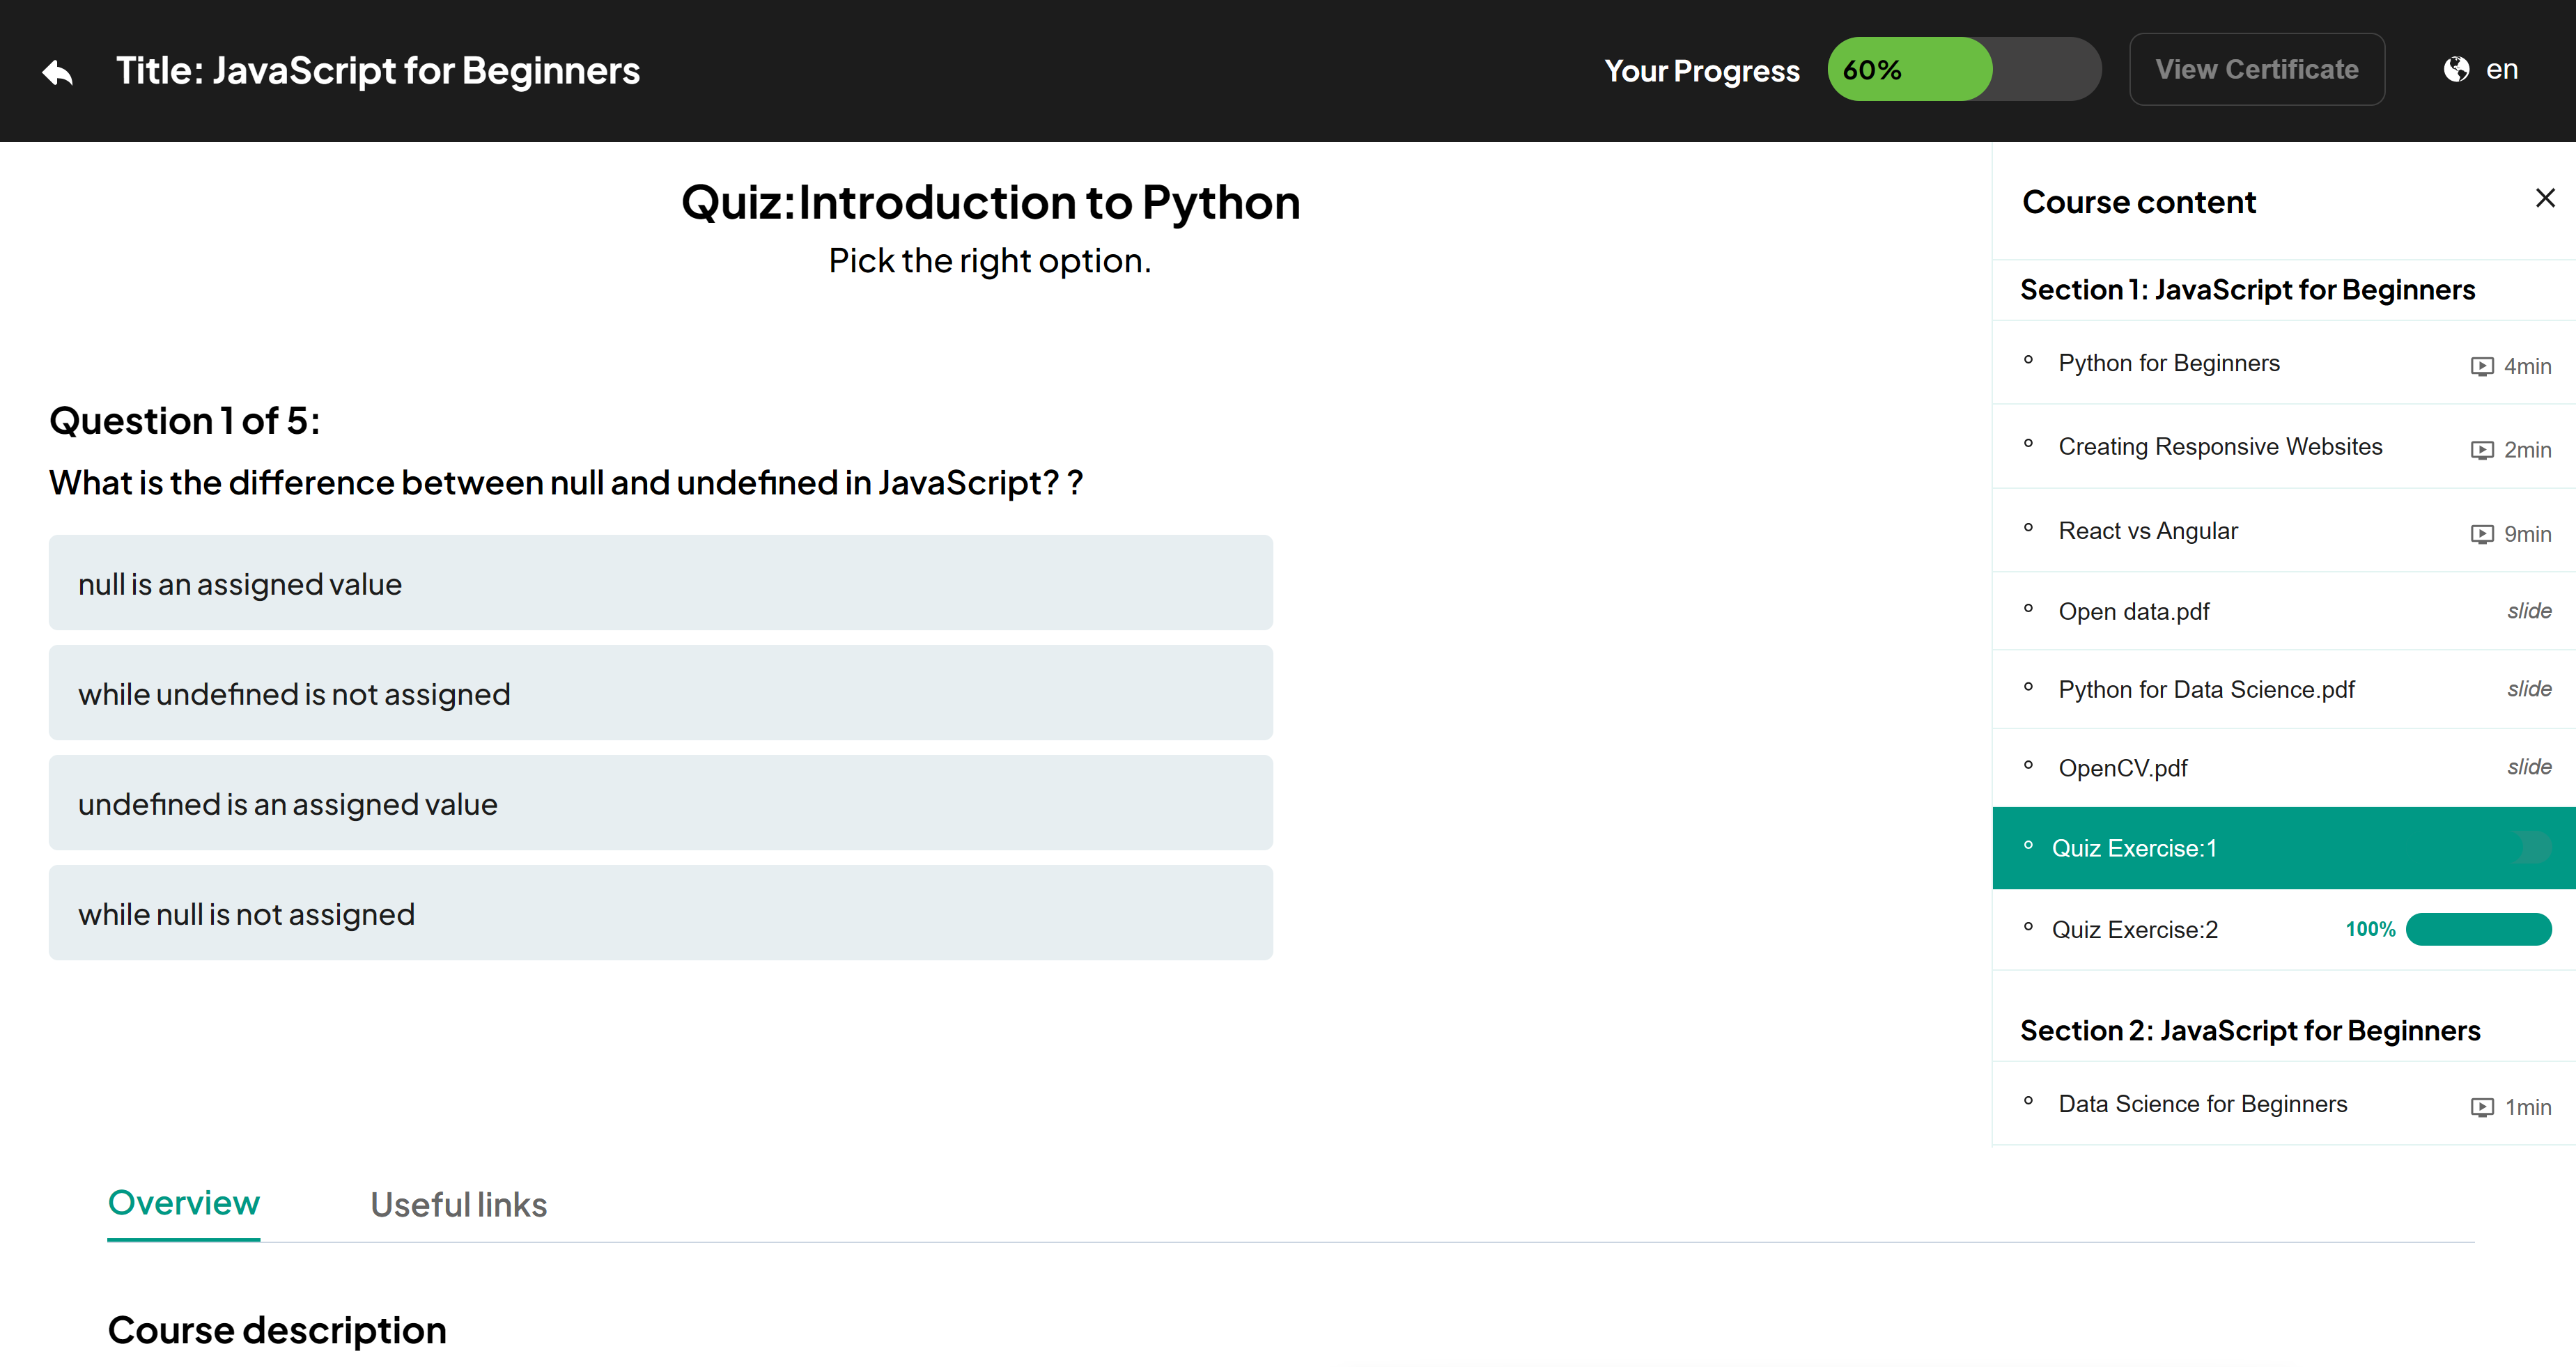 Title: JavaScript for Beginners
Your Progress 60% View Certificate en
Quiz:Introduction to Python
Pick the right option.
Question 1 of 5:
What is the difference between null and undefined in JavaScript? ?
null is an assigned value
while undefined is not assigned
undefined is an assigned value
while null is not assigned
Course content
Section 1: JavaScript for Beginners
Python for Beginners 4min
Creating Responsive Websites 2min
React vs Angular 9min
Open data.pdf slide
Python for Data Science.pdf slide
OpenCV.pdf slide
Quiz Exercise:1
Quiz Exercise:2 100%
Section 2: JavaScript for Beginners
Data Science for Beginners 1min
Overview Useful links
Course description